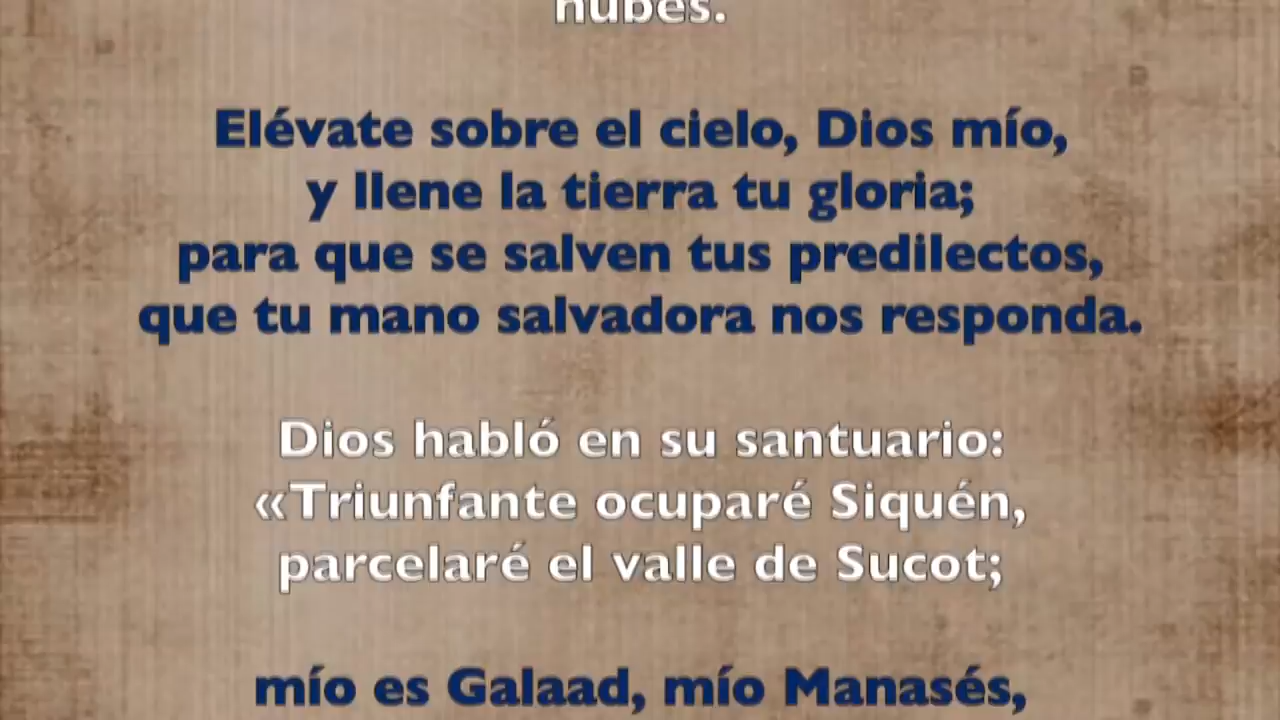 nubes.
Elévate sobre el cielo, Dios mío,
y llene la tierra tu gloria;
para que se salven tus predilectos,
que tu mano salvadora nos responda.
Dios habló en su santuario:
«Triunfante ocuparé Siquén,
parcelaré el valle de Sucot;
mío es Galaad, mío Manasés,